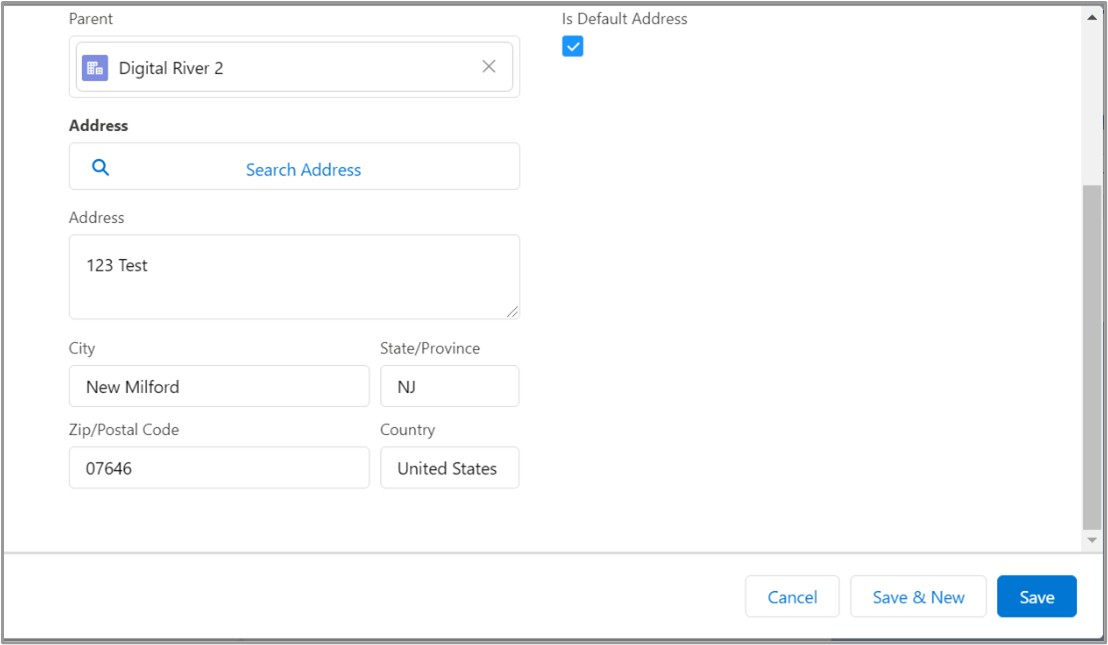 Parent
Is Default Address
Digital River 2
Address
Search Address
Address
123 Test
City
State/Province
New Milford
NJ
Zip/Postal Code
Country
07646
United States
Cancel
Save & New
Save